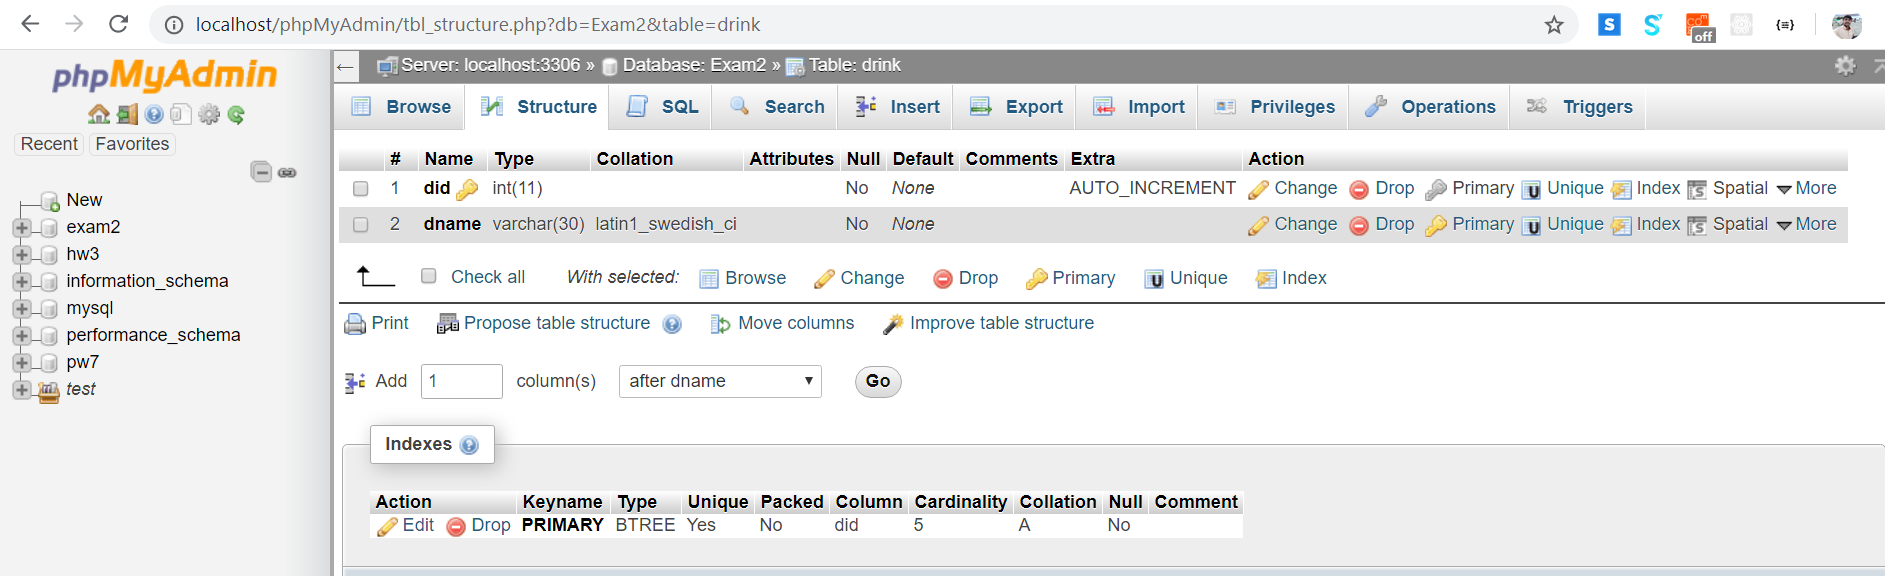 localhost/phpMyAdmin/tbl_structure.php?db=Exam2&table=drink
off
phpMyAdmin
Recent Favorites
New
exam2
hw3
information_schema
mysql
performance_schema
pw7
test
Server: localhost:3306 » Database: Exam2 » Table: drink
Browse Structure SQL Search Insert Export Import Privileges Operations Triggers
# Name Type Collation Attributes Null Default Comments Extra Action
1 did int(11) No None AUTO_INCREMENT Change Drop Primary Unique Index Spatial More
2 dname varchar(30) latin1_swedish_ci No None Change Drop Primary Unique Index Spatial More
Check all With selected: Browse Change Drop Primary Unique Index
Print Propose table structure Move columns Improve table structure
Add 1 column(s) after dname Go
Indexes
Action Keyname Type Unique Packed Column Cardinality Collation Null Comment
Edit Drop PRIMARY BTREE Yes No did 5 A No